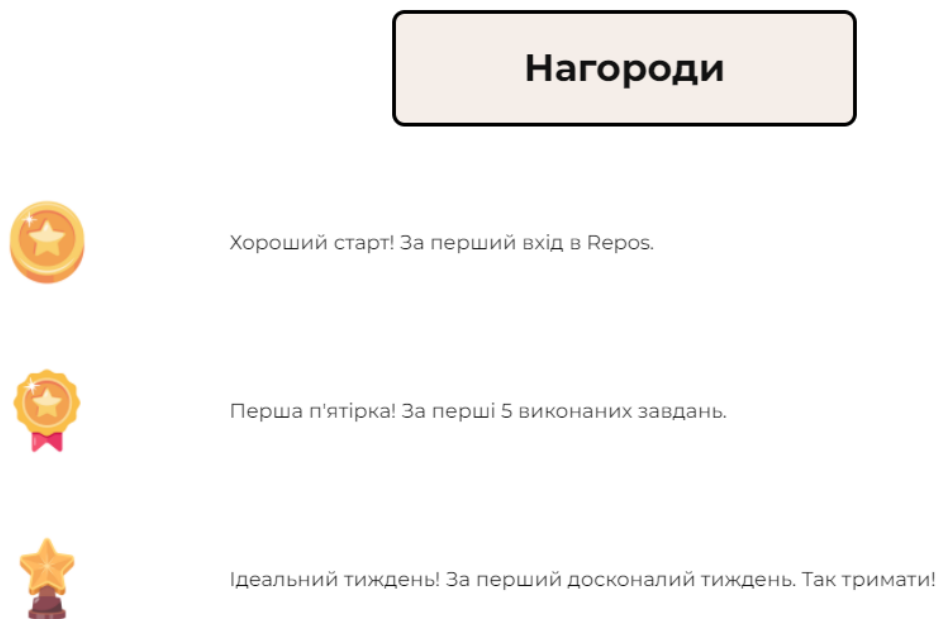 Нагороди
Хороший старт! За перший вхід в Repos.
Перша п'ятірка! За перші 5 виконаних завдань.
Ідеальний тиждень! За перший досконалий тиждень. Так тримати!